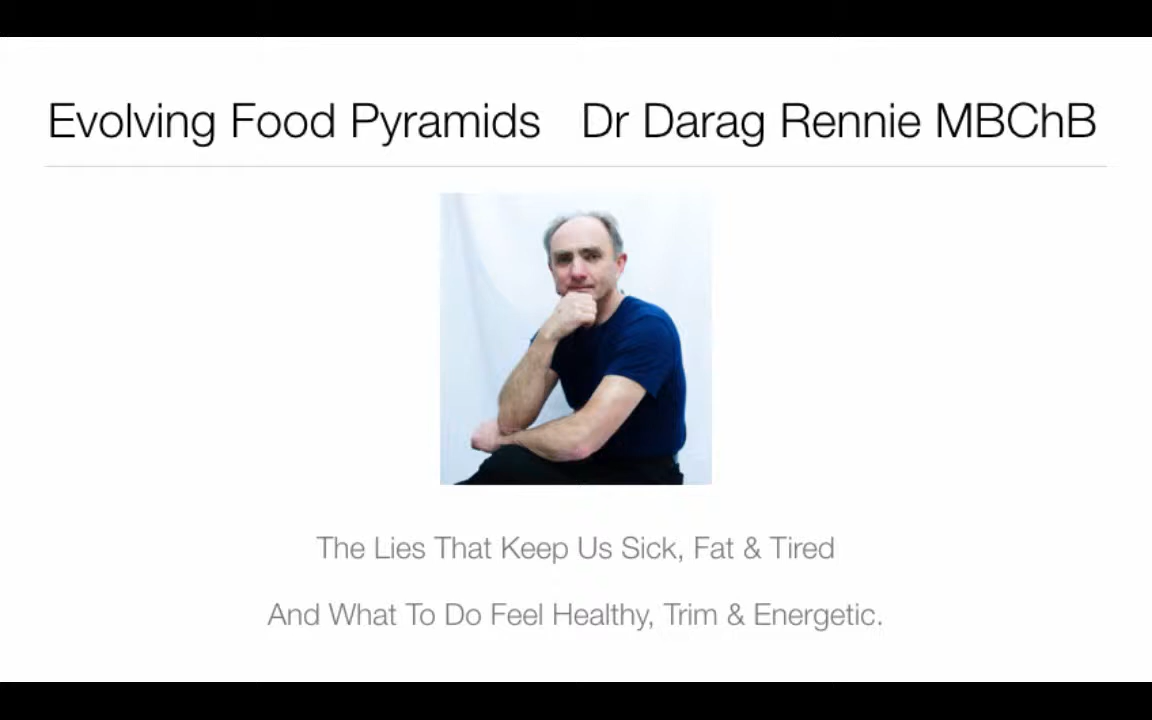 Evolving Food Pyramids Dr Darag Rennie MBChB
The Lies That Keep Us Sick, Fat & Tired
And What To Do Feel Healthy, Trim & Energetic.